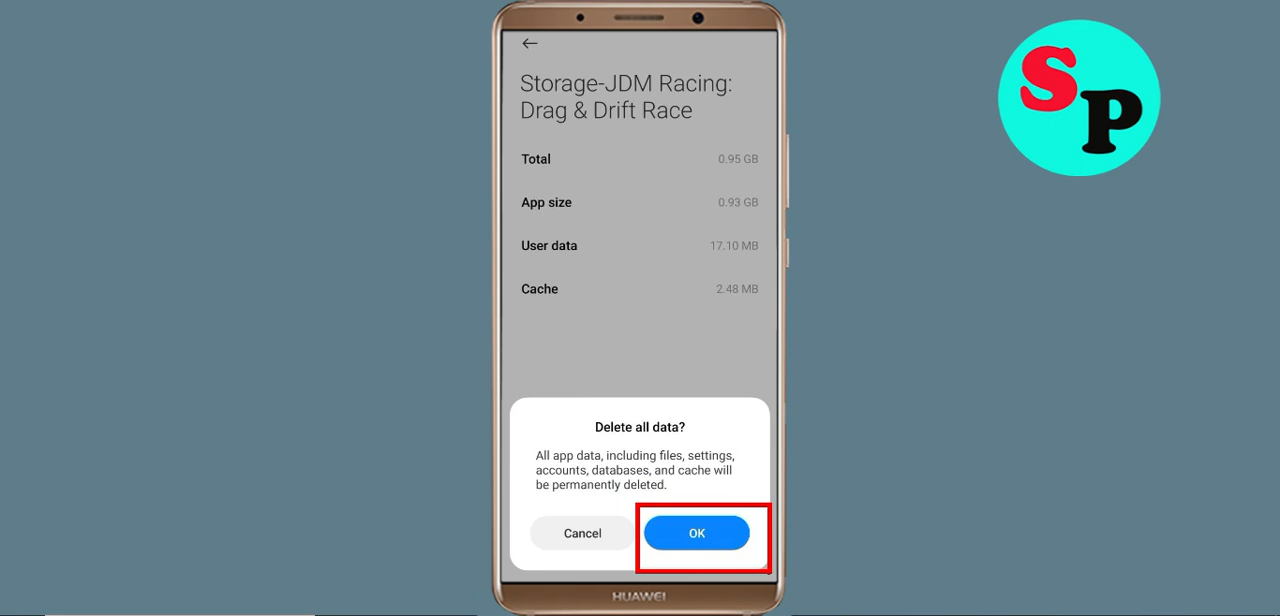 Storage-JDM Racing:
Drag & Drift Race
Total 0.95 GB
App size 0.93 GB
User data 17.10 MB
Cache 2.48 MB
Delete all data?
All app data, including files, settings,
accounts, databases, and cache will
be permanently deleted.
Cancel OK
HUAWEI
S
P